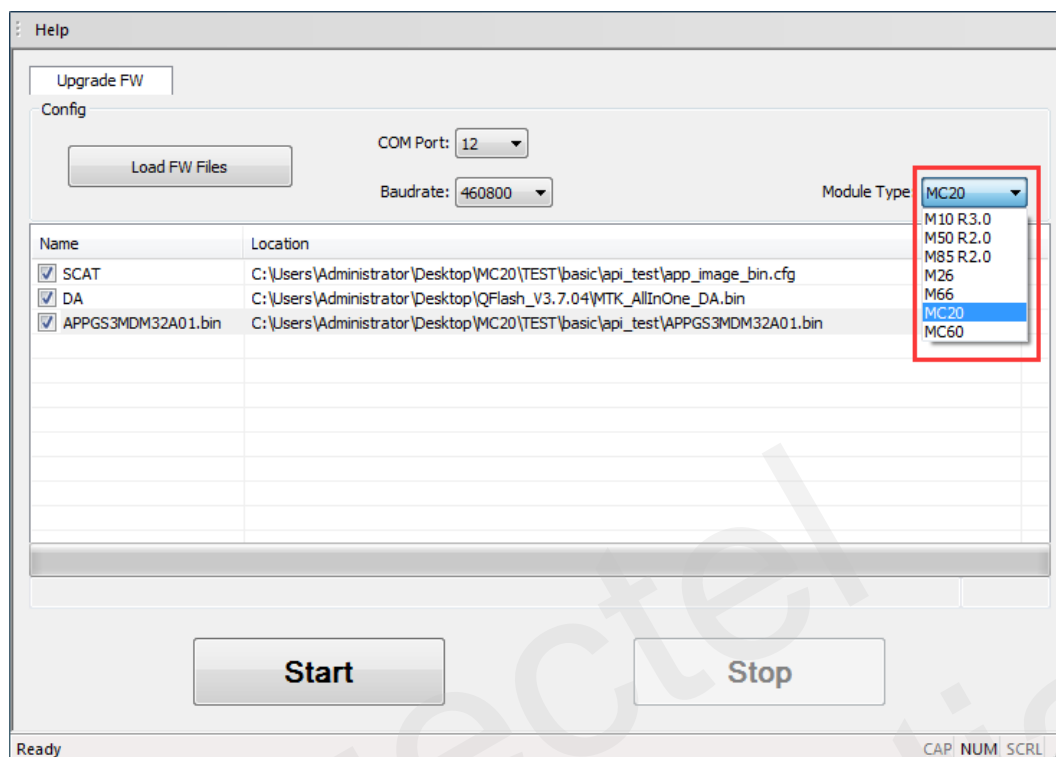 Help
Upgrade FW
Config
Load FW Files
COM Port: 12
Baudrate: 460800
Module Type: MC20
M10 R3.0
M50 R2.0
M85 R2.0
M26
M66
MC20
MC60
Name Location
SCAT C:\Users\Administrator\Desktop\MC20\TEST\basic\api_test\app_image_bin.cfg
DA C:\Users\Administrator\Desktop\QFlash_V3.7.04\MTK_AllInOne_DA.bin
APPGS3MDM32A01.bin C:\Users\Administrator\Desktop\MC20\TEST\basic\api_test\APPGS3MDM32A01.bin
Start Stop
Ready CAP NUM SCRL